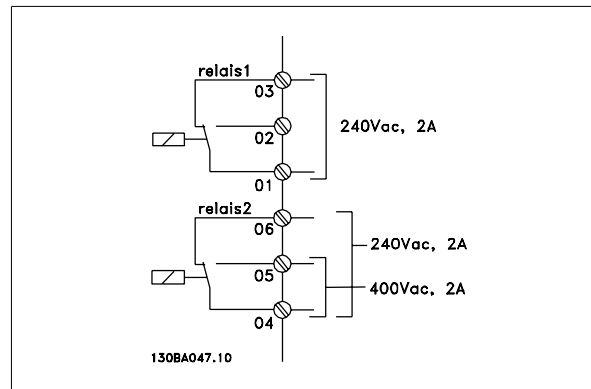 relais1
03
02
240Vac, 2A
01
relais2
06
240Vac, 2A
05
400Vac, 2A
04
130BA047.10